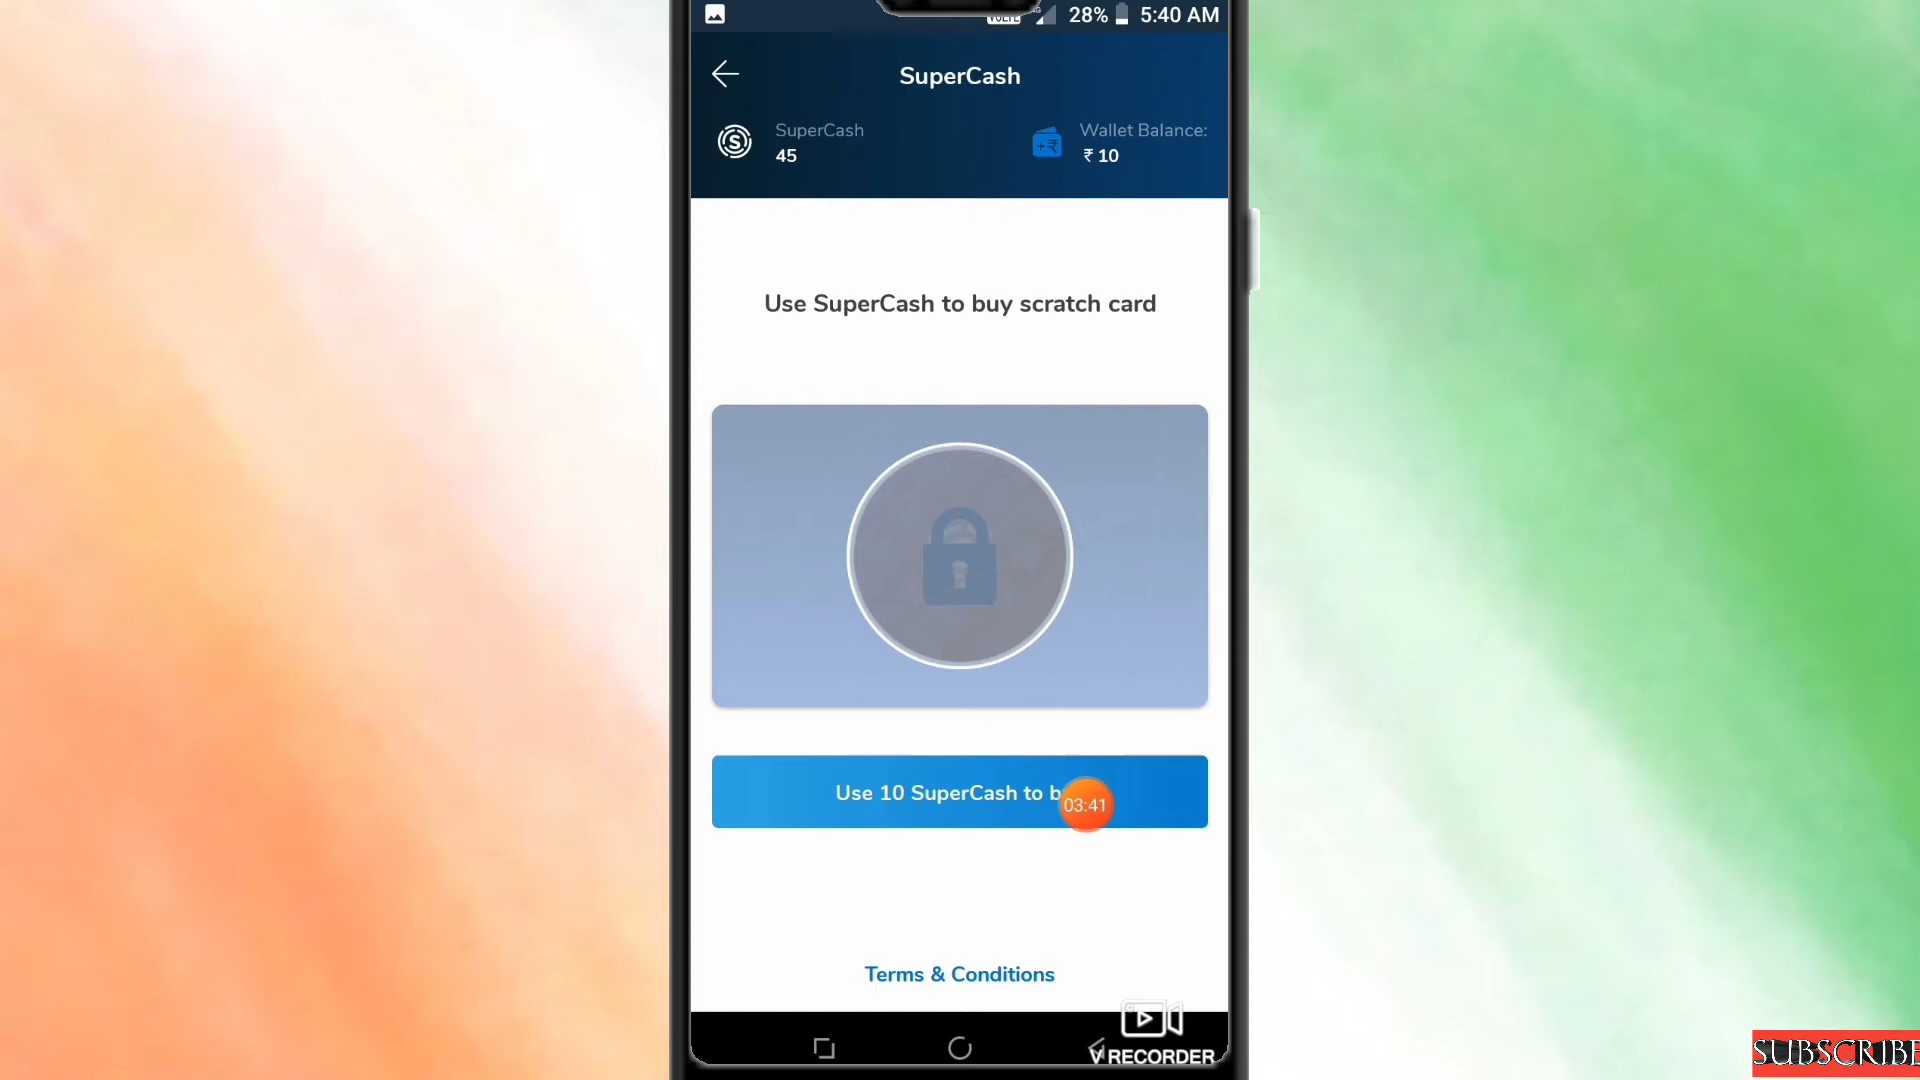 28% 5:40 AM
SuperCash
SuperCash
45
Wallet Balance:
₹ 10
Use SuperCash to buy scratch card
Use 10 SuperCash to
03:41
Terms & Conditions
V RECORDER
SUBSCRIBE